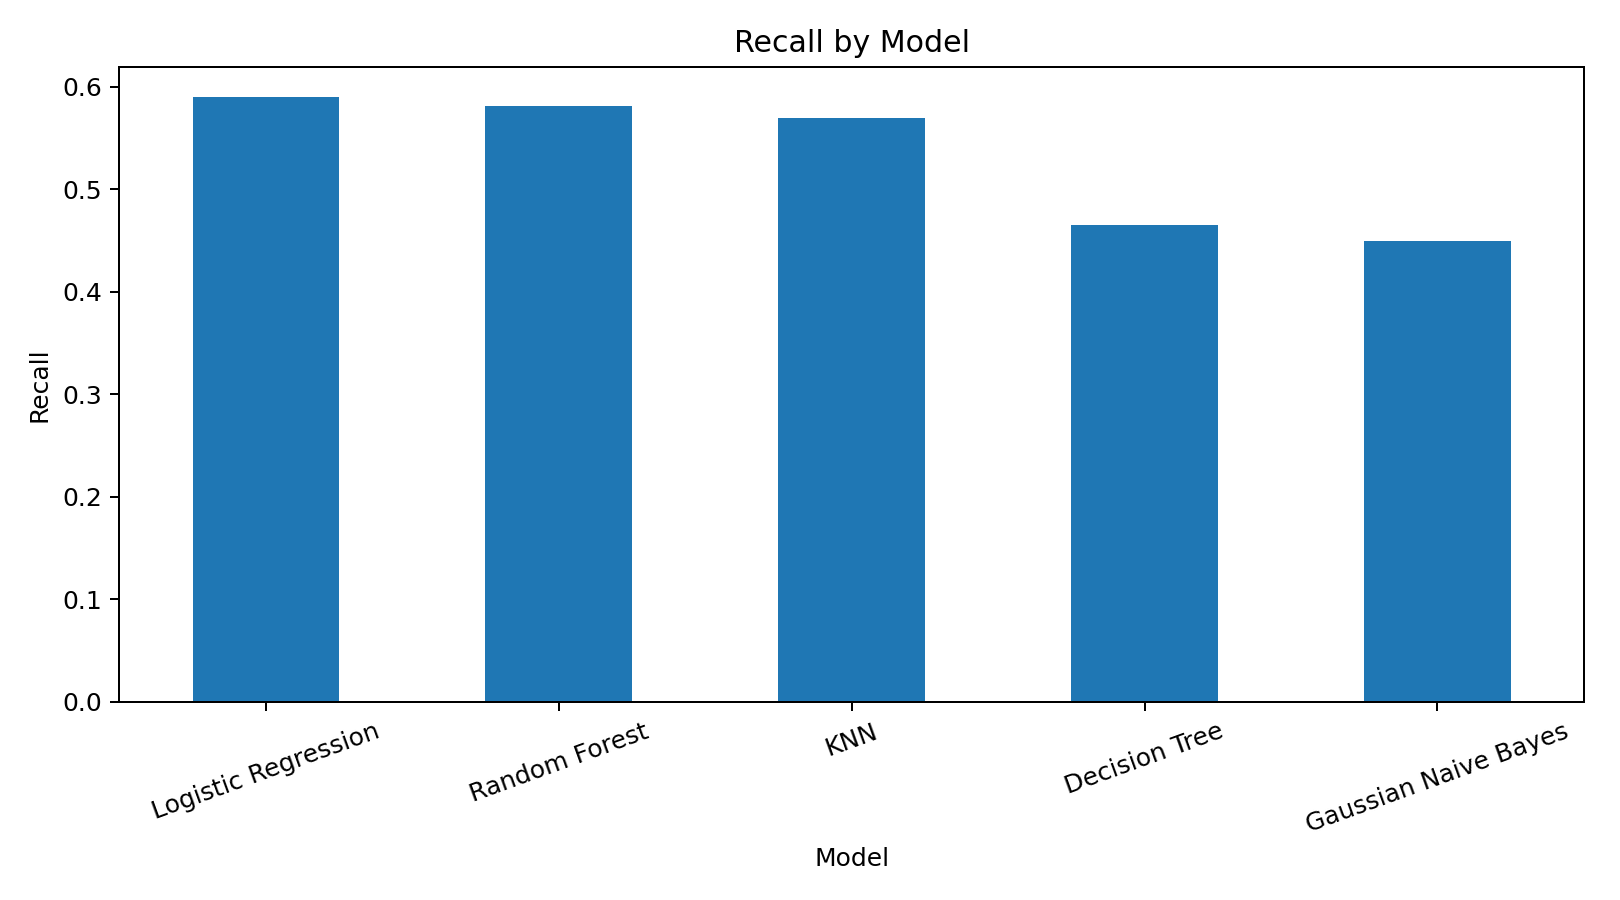 Recall by Model
0.6
0.5
0.4
0.3
0.2
0.1
0.0
Recall
Logistic Regression
Random Forest
KNN
Decision Tree
Gaussian Naive Bayes
Model